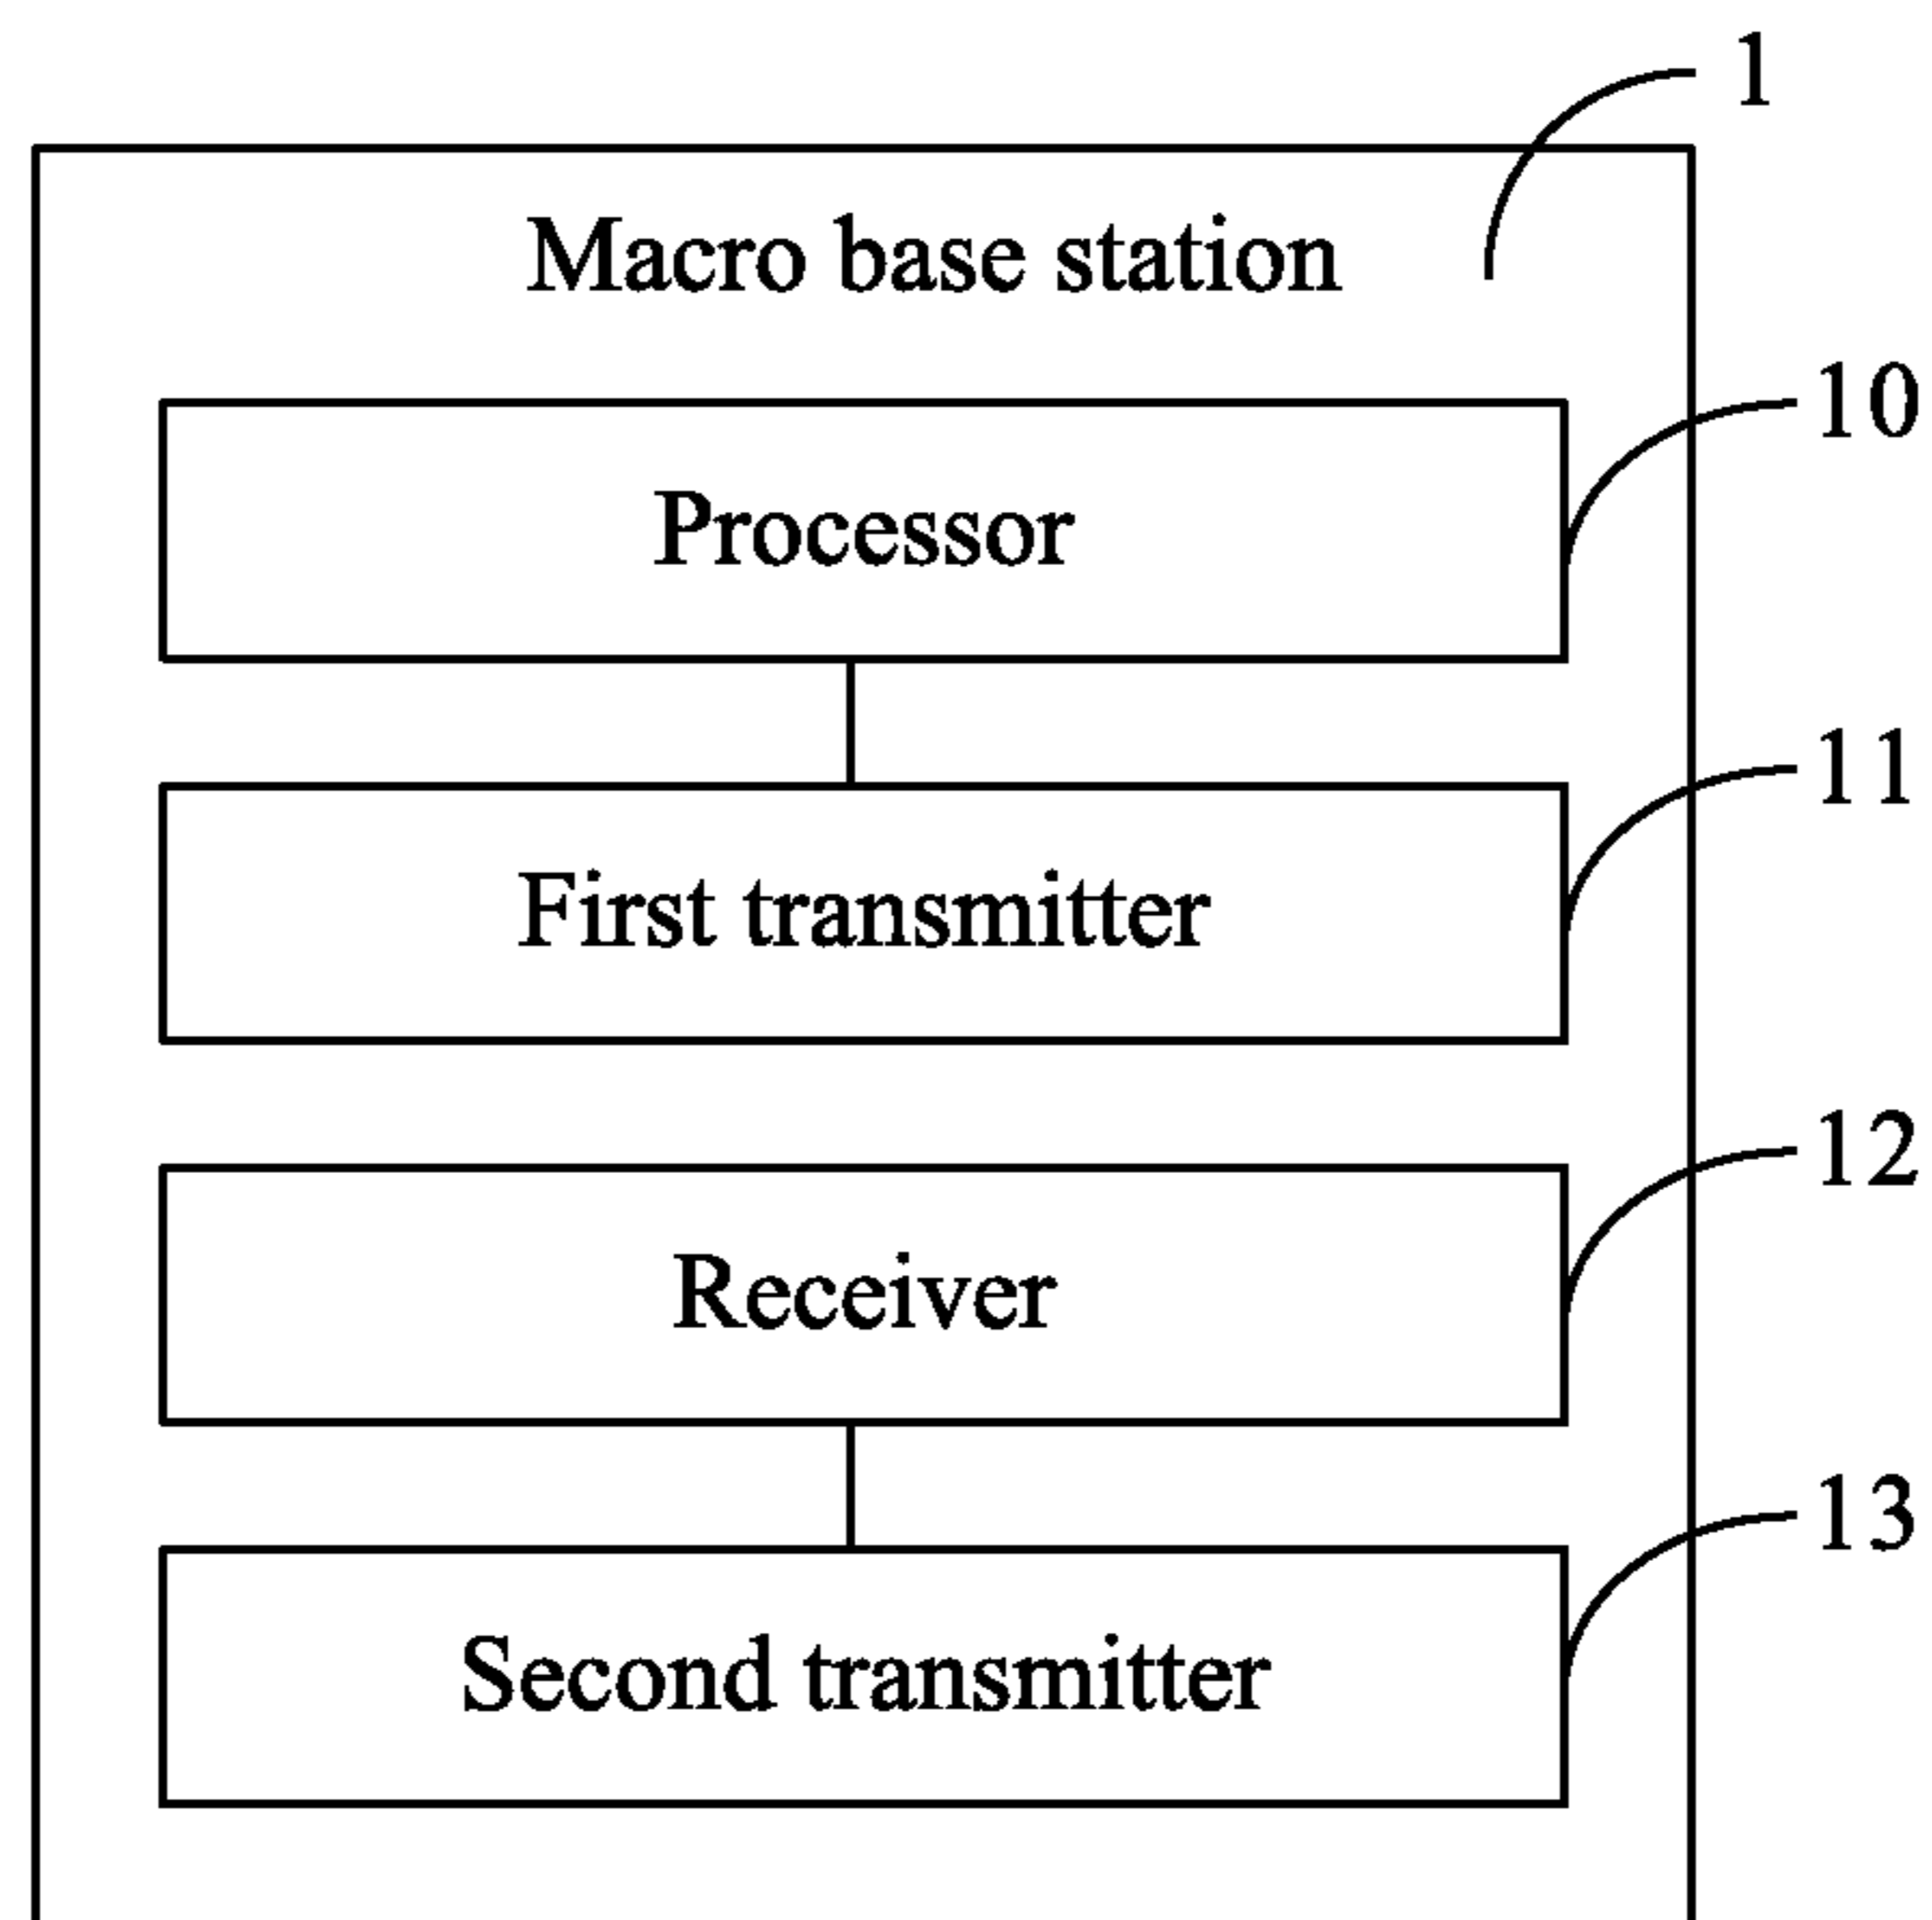 1
Macro base station
10
Processor
11
First transmitter
12
Receiver
13
Second transmitter